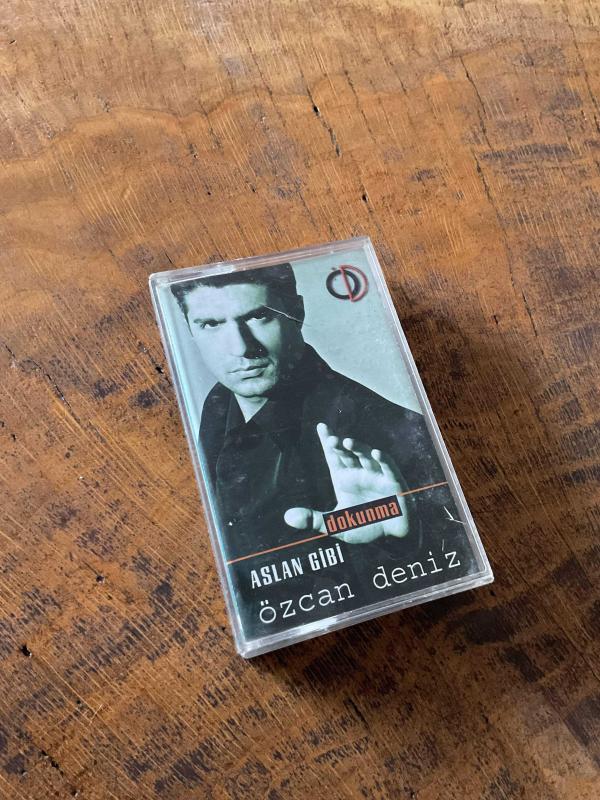 ÖD
dokunma
ASLAN GİBİ
özcan deniz